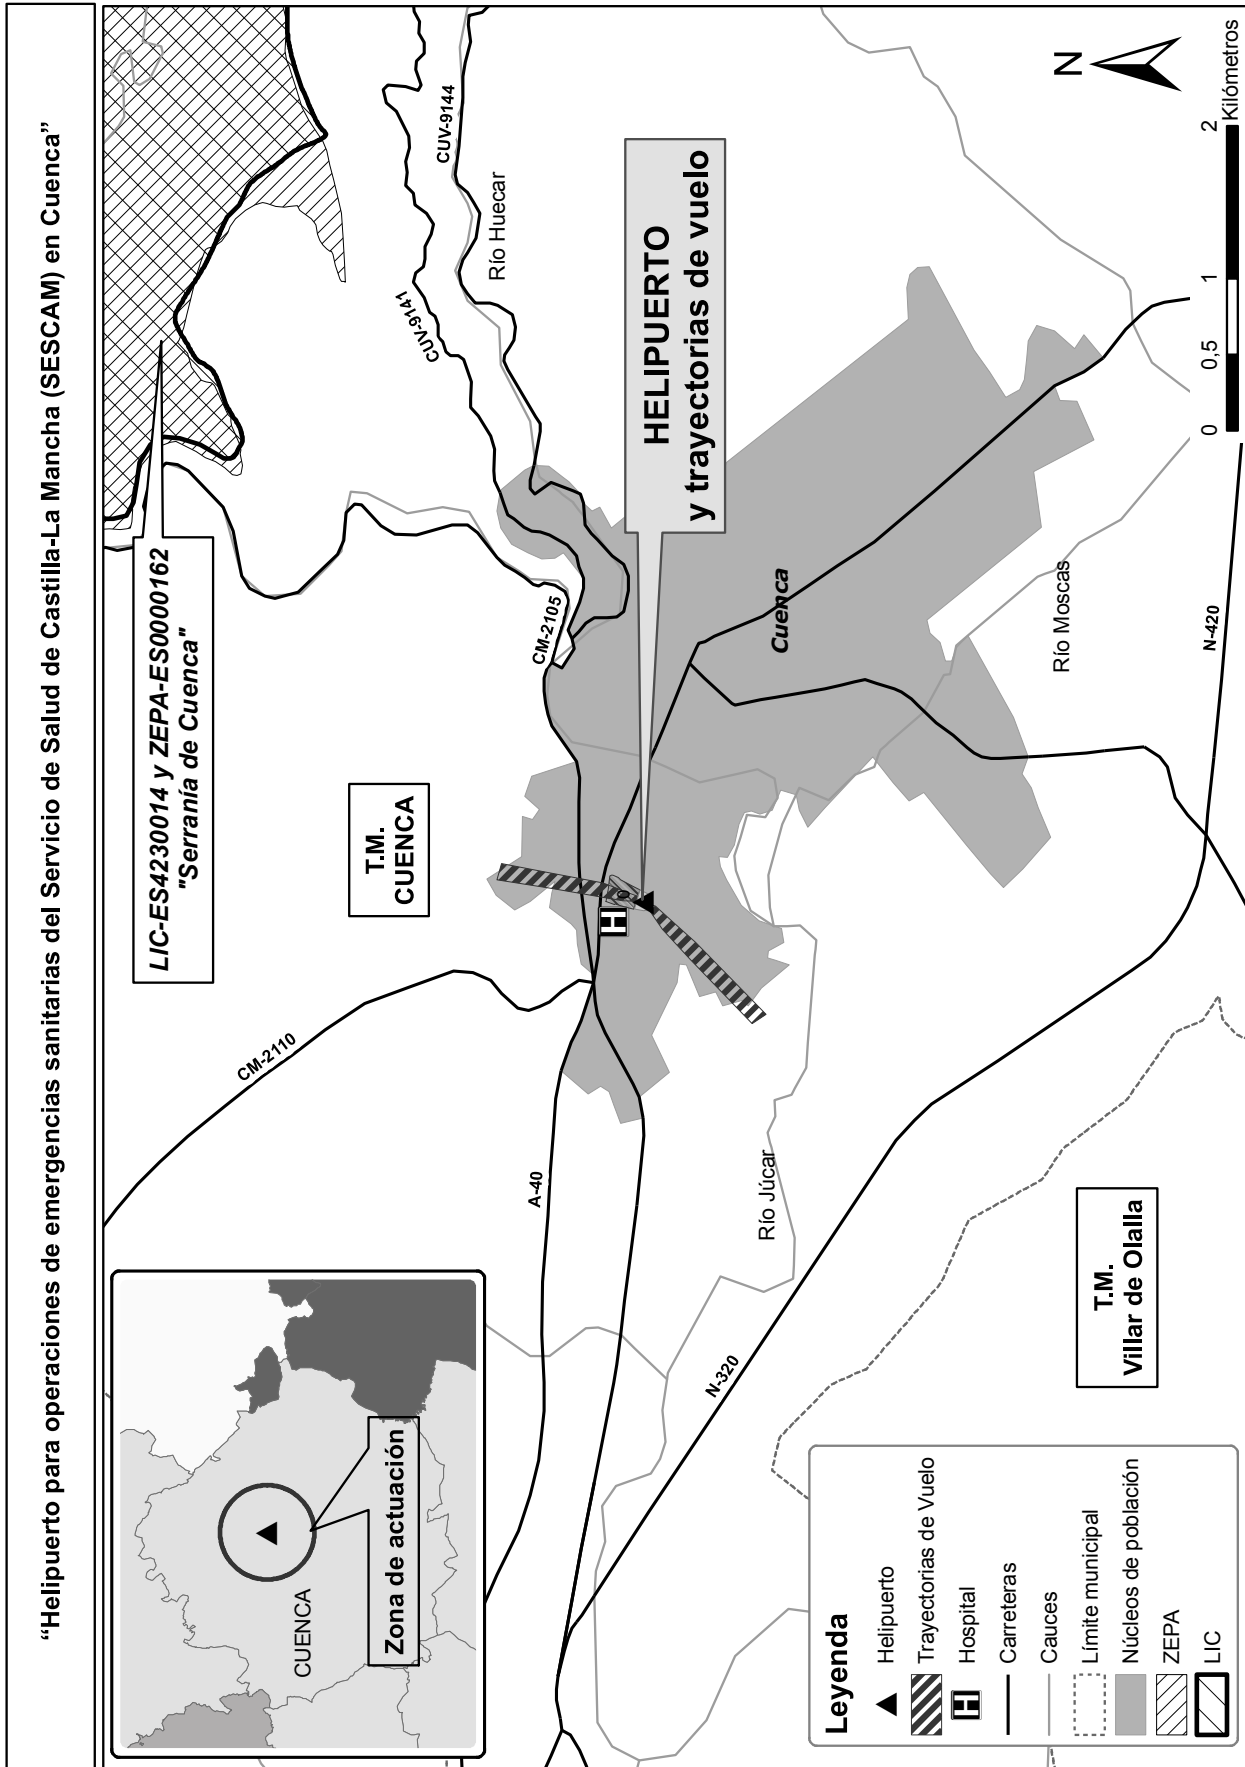 “Helipuerto para operaciones de emergencias sanitarias del Servicio de Salud de Castilla-La Mancha (SESCAM) en Cuenca”
LIC-ES4230014 y ZEPA-ES0000162
"Serranía de Cuenca"
CUENCA
Zona de actuación
CM-2110
T.M.
CUENCA
CUV-9141
CUV-9144
Río Huecar
CM-2105
A-40
H
HELIPUERTO
y trayectorias de vuelo
Cuenca
Río Júcar
N-320
Río Moscas
N-420
T.M.
Villar de Olalla
N
0 0,5 1 2
Kilómetros
Leyenda
Helipuerto
Trayectorias de Vuelo
H Hospital
Carreteras
Cauces
Límite municipal
Núcleos de población
ZEPA
LIC